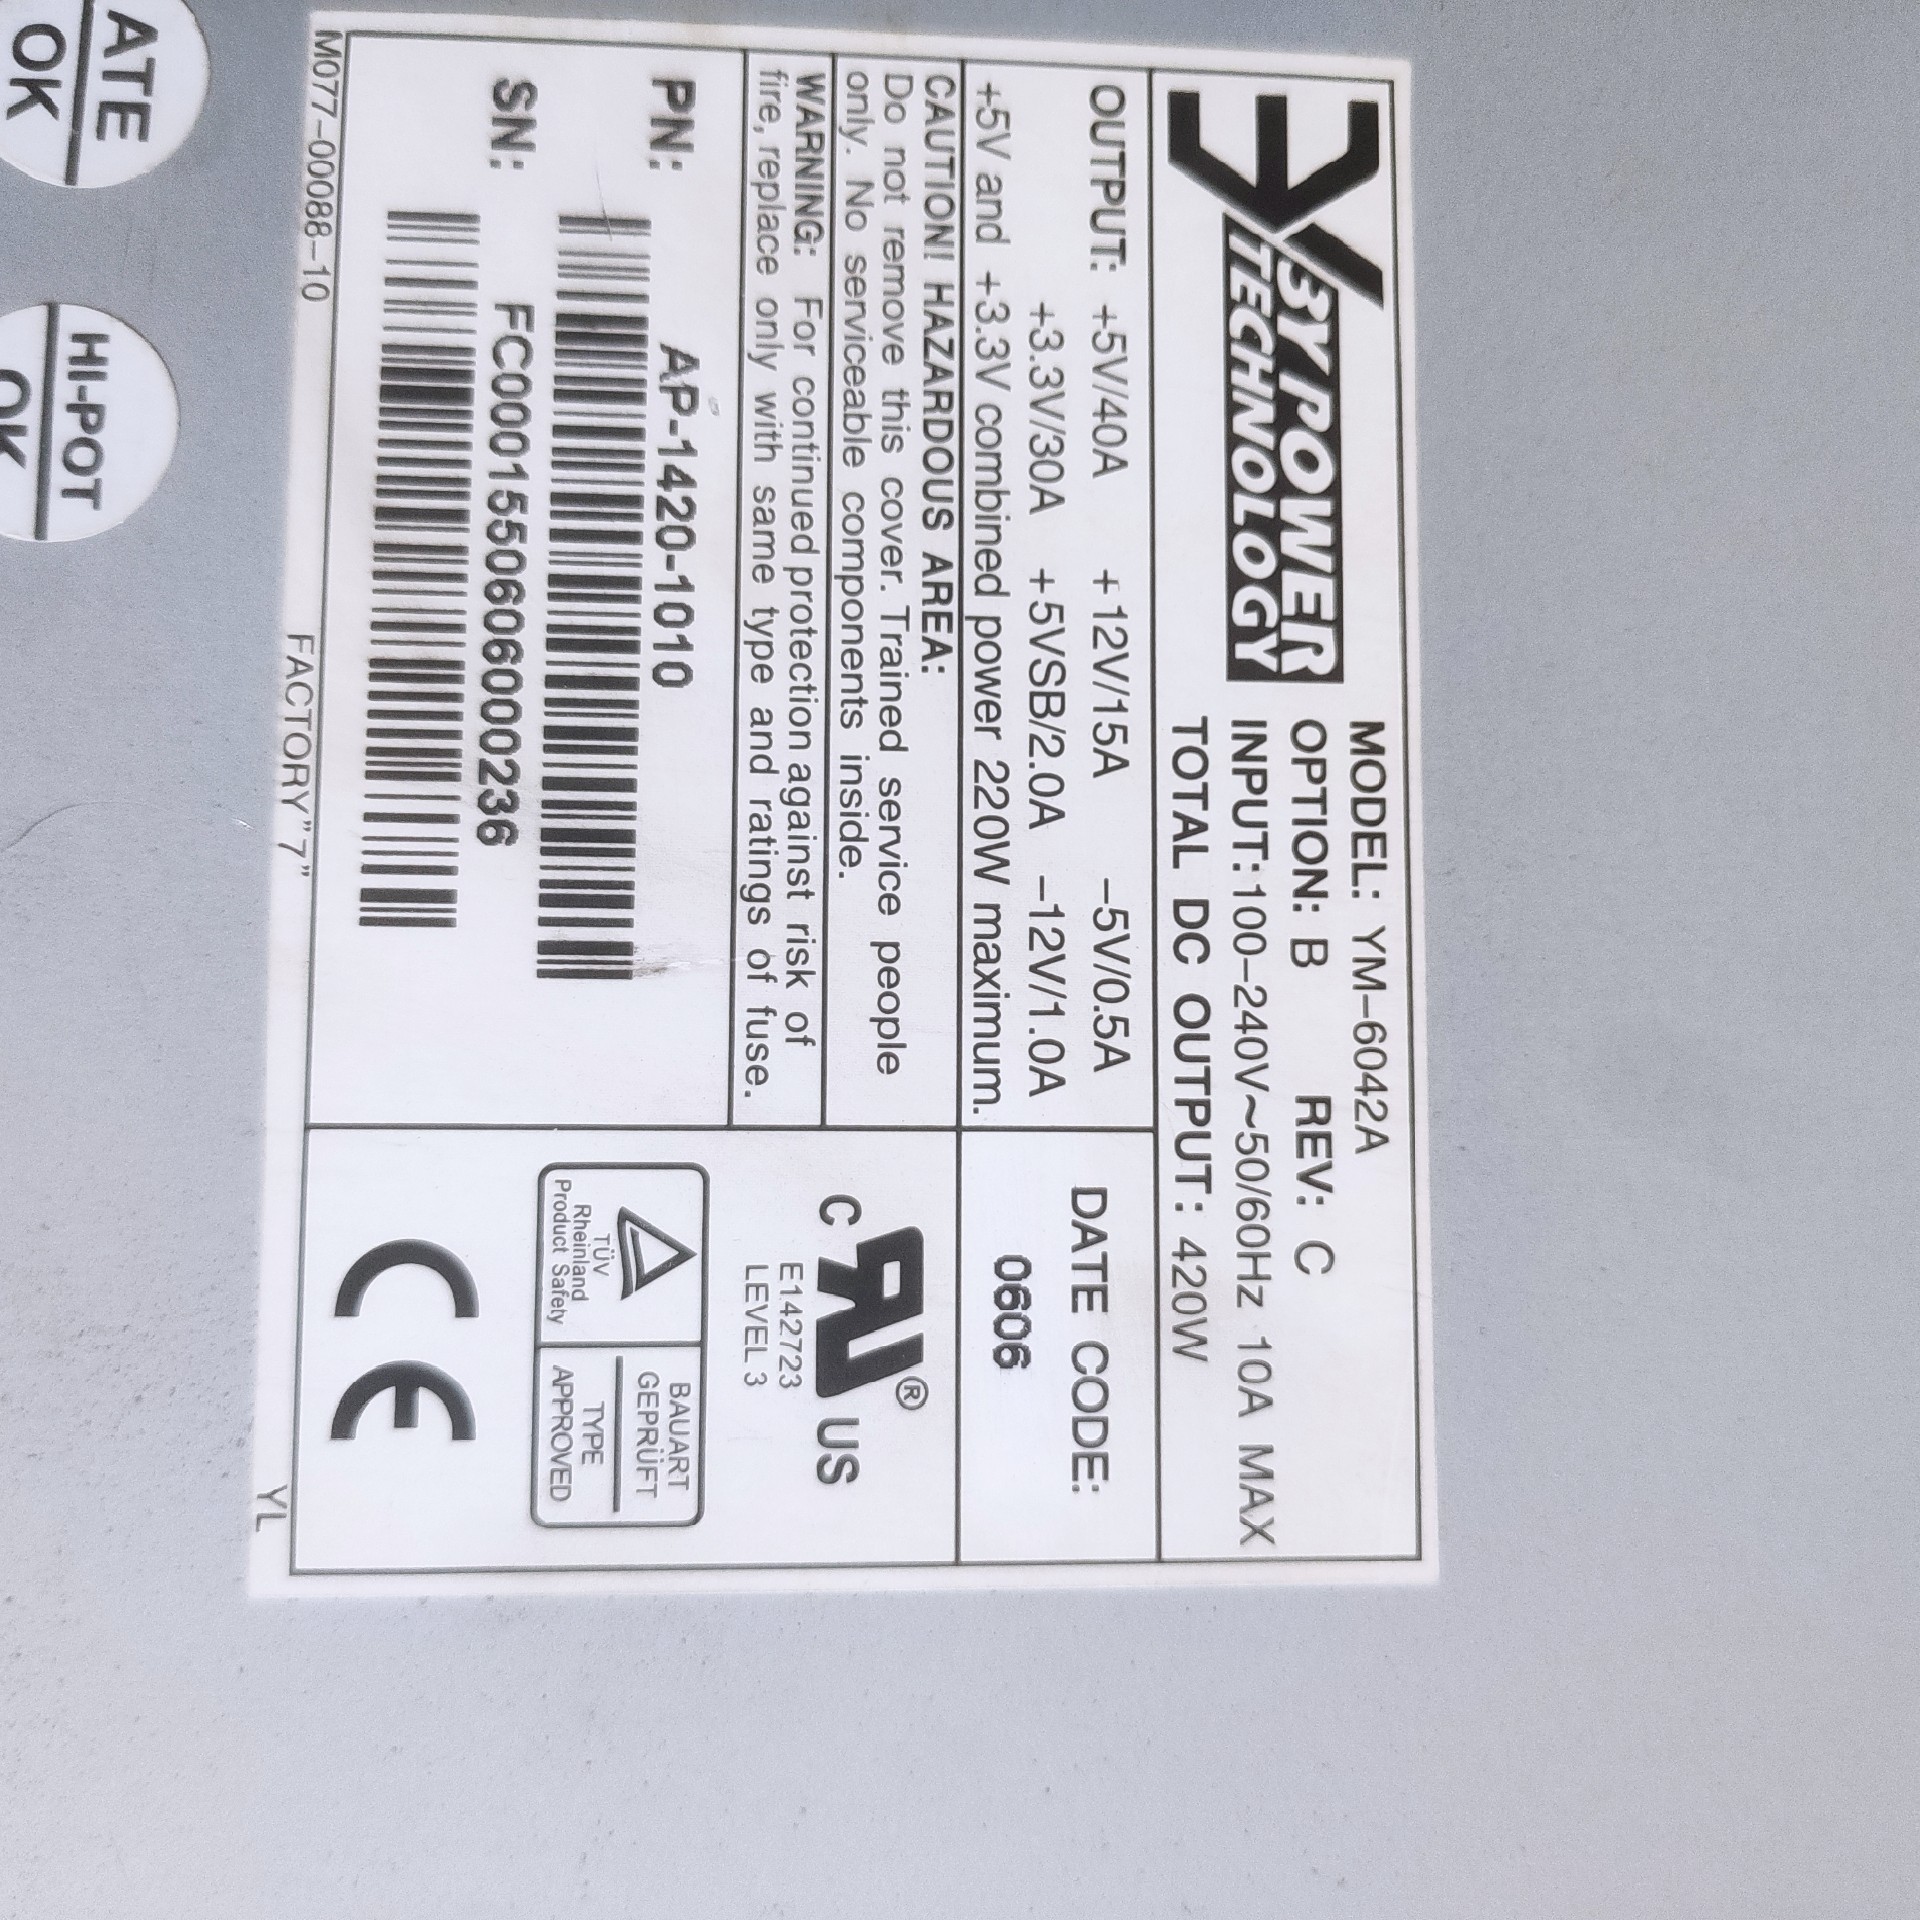 3Y POWER
TECHNOLOGY
MODEL: YM-6042A
OPTION: B REV: C
INPUT:100-240V~50/60Hz 10A MAX
TOTAL DC OUTPUT: 420W
OUTPUT: +5V/40A +12V/15A -5V/0.5A
+3.3V/30A +5VSB/2.0A -12V/1.0A
+5V and +3.3V combined power 220W maximum.
DATE CODE:
0606
CAUTION! HAZARDOUS AREA:
Do not remove this cover. Trained service people
only. No serviceable components inside.
WARNING: For continued protection against risk of
fire, replace only with same type and ratings of fuse.
PN: AP-1420-1010
SN: FC0001550606000236
C RU ® US
E142723
LEVEL 3
TÜV
Rheinland
Product Safety
BAUART
GEPRÜFT
TYPE
APPROVED
CE
M077-00088-10
FACTORY"7"
YL
ATE
OK
HI-POT
OK